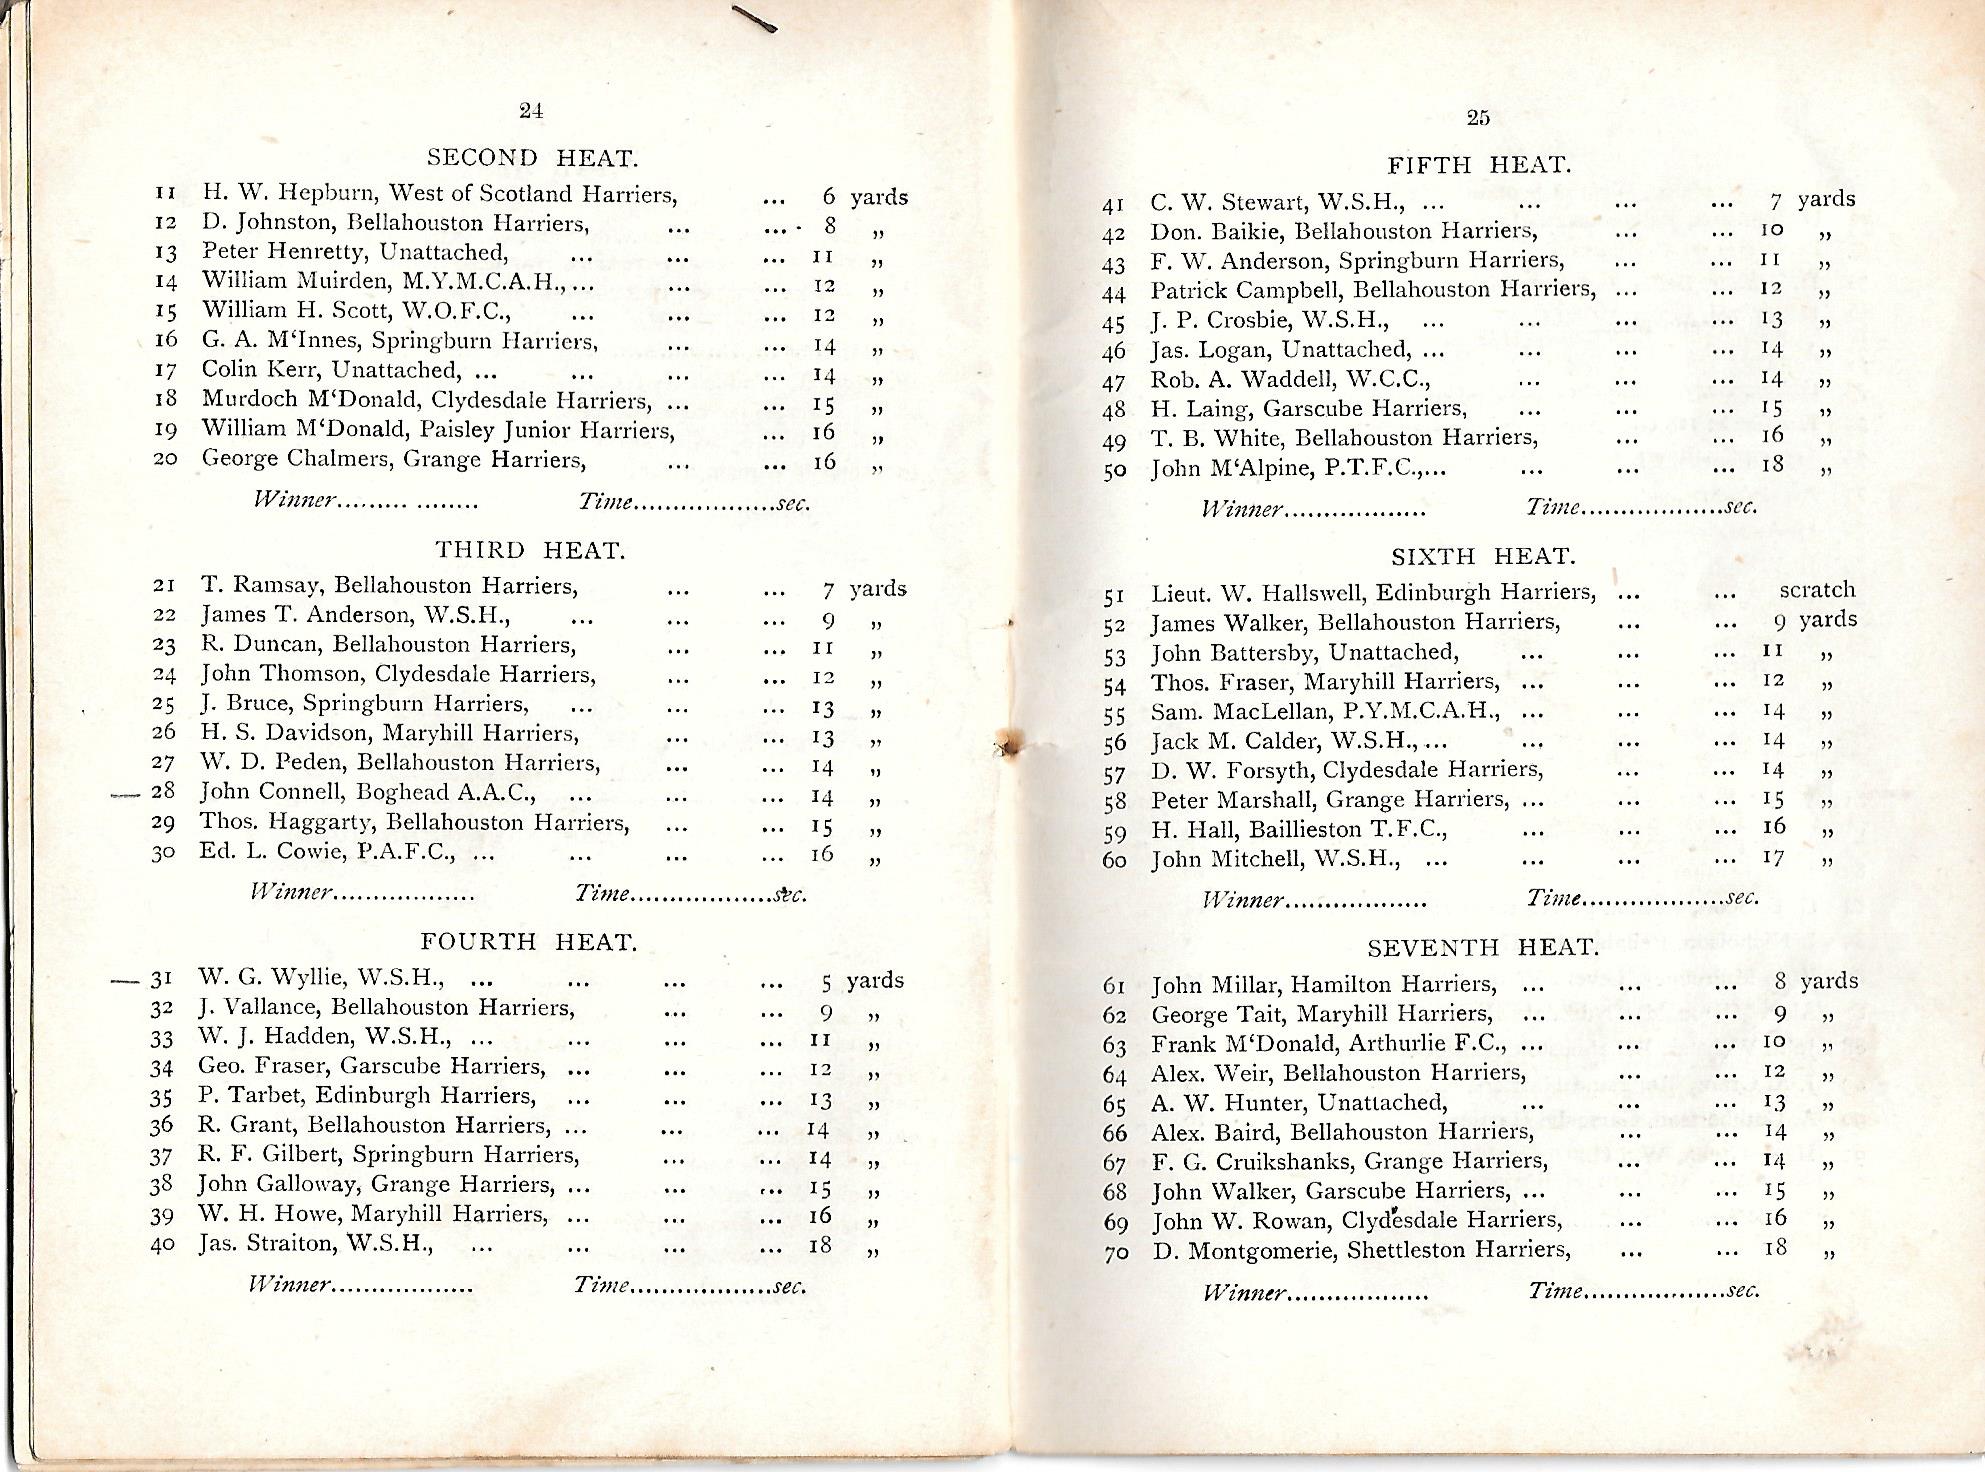 24
SECOND HEAT.
11 H. W. Hepburn, West of Scotland Harriers, ... 6 yards
12 D. Johnston, Bellahouston Harriers, ... ... 8 „
13 Peter Henretty, Unattached, ... ... ... 11 „
14 William Muirden, M.Y.M.C.A.H.,... ... ... 12 „
15 William H. Scott, W.O.F.C., ... ... ... 12 „
16 G. A. M‘Innes, Springburn Harriers, ... ... 14 „
17 Colin Kerr, Unattached, ... ... ... ... 14 „
18 Murdoch M‘Donald, Clydesdale Harriers, ... ... 15 „
19 William M‘Donald, Paisley Junior Harriers, ... 16 „
20 George Chalmers, Grange Harriers, ... ... 16 „
Winner.................. Time..................sec.
THIRD HEAT.
21 T. Ramsay, Bellahouston Harriers, ... ... 7 yards
22 James T. Anderson, W.S.H., ... ... ... 9 „
23 R. Duncan, Bellahouston Harriers, ... ... 11 „
24 John Thomson, Clydesdale Harriers, ... ... 12 „
25 J. Bruce, Springburn Harriers, ... ... ... 13 „
26 H. S. Davidson, Maryhill Harriers, ... ... 13 „
27 W. D. Peden, Bellahouston Harriers, ... ... 14 „
28 John Connell, Boghead A.A.C., ... ... ... 14 „
29 Thos. Haggarty, Bellahouston Harriers, ... ... 15 „
30 Ed. L. Cowie, P.A.F.C., ... ... ... ... 16 „
Winner.................. Time..................sec.
FOURTH HEAT.
31 W. G. Wyllie, W.S.H., ... ... ... ... 5 yards
32 J. Vallance, Bellahouston Harriers, ... ... 9 „
33 W. J. Hadden, W.S.H., ... ... ... ... 11 „
34 Geo. Fraser, Garscube Harriers, ... ... ... 12 „
35 P. Tarbet, Edinburgh Harriers, ... ... ... 13 „
36 R. Grant, Bellahouston Harriers, ... ... ... 14 „
37 R. F. Gilbert, Springburn Harriers, ... ... 14 „
38 John Galloway, Grange Harriers, ... ... ... 15 „
39 W. H. Howe, Maryhill Harriers, ... ... ... 16 „
40 Jas. Straiton, W.S.H., ... ... ... ... 18 „
Winner.................. Time..................sec.
25
FIFTH HEAT.
41 C. W. Stewart, W.S.H., ... ... ... ... 7 yards
42 Don. Baikie, Bellahouston Harriers, ... ... 10 „
43 F. W. Anderson, Springburn Harriers, ... ... 11 „
44 Patrick Campbell, Bellahouston Harriers, ... ... 12 „
45 J. P. Crosbie, W.S.H., ... ... ... ... 13 „
46 Jas. Logan, Unattached, ... ... ... ... 14 „
47 Rob. A. Waddell, W.C.C., ... ... ... 14 „
48 H. Laing, Garscube Harriers, ... ... ... 15 „
49 T. B. White, Bellahouston Harriers, ... ... 16 „
50 John M‘Alpine, P.T.F.C.,... ... ... ... 18 „
Winner.................. Time..................sec.
SIXTH HEAT.
51 Lieut. W. Hallswell, Edinburgh Harriers, ... ... scratch
52 James Walker, Bellahouston Harriers, ... ... 9 yards
53 John Battersby, Unattached, ... ... ... 11 „
54 Thos. Fraser, Maryhill Harriers, ... ... ... 12 „
55 Sam. MacLellan, P.Y.M.C.A.H., ... ... ... 14 „
56 Jack M. Calder, W.S.H.,... ... ... ... 14 „
57 D. W. Forsyth, Clydesdale Harriers, ... ... 14 „
58 Peter Marshall, Grange Harriers, ... ... ... 15 „
59 H. Hall, Baillieston T.F.C., ... ... ... 16 „
60 John Mitchell, W.S.H., ... ... ... ... 17 „
Winner.................. Time..................sec.
SEVENTH HEAT.
61 John Millar, Hamilton Harriers, ... ... ... 8 yards
62 George Tait, Maryhill Harriers, ... ... ... 9 „
63 Frank M‘Donald, Arthurlie F.C., ... ... ... 10 „
64 Alex. Weir, Bellahouston Harriers, ... ... 12 „
65 A. W. Hunter, Unattached, ... ... ... 13 „
66 Alex. Baird, Bellahouston Harriers, ... ... 14 „
67 F. G. Cruikshanks, Grange Harriers, ... ... 14 „
68 John Walker, Garscube Harriers, ... ... ... 15 „
69 John W. Rowan, Clydesdale Harriers, ... ... 16 „
70 D. Montgomerie, Shettleston Harriers, ... ... 18 „
Winner.................. Time..................sec.